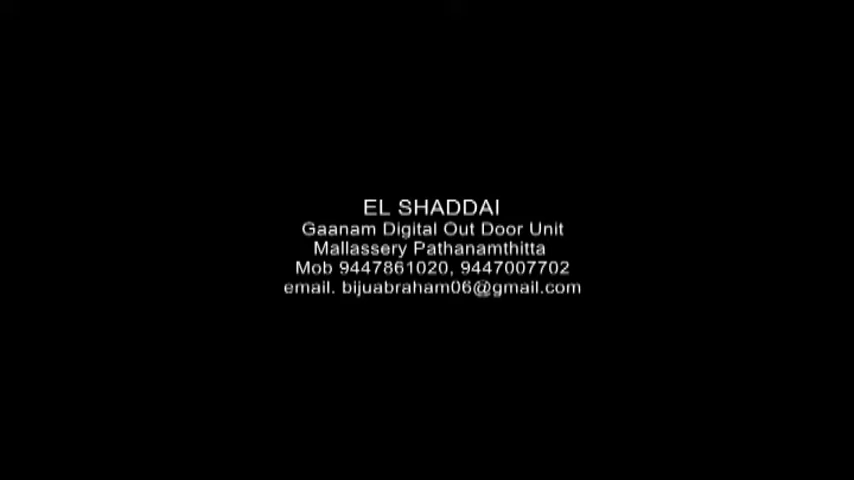 EL SHADDAI
Gaanam Digital Out Door Unit
Mallassery Pathanamthitta
Mob 9447861020, 9447007702
email. bijuabraham06@gmail.com